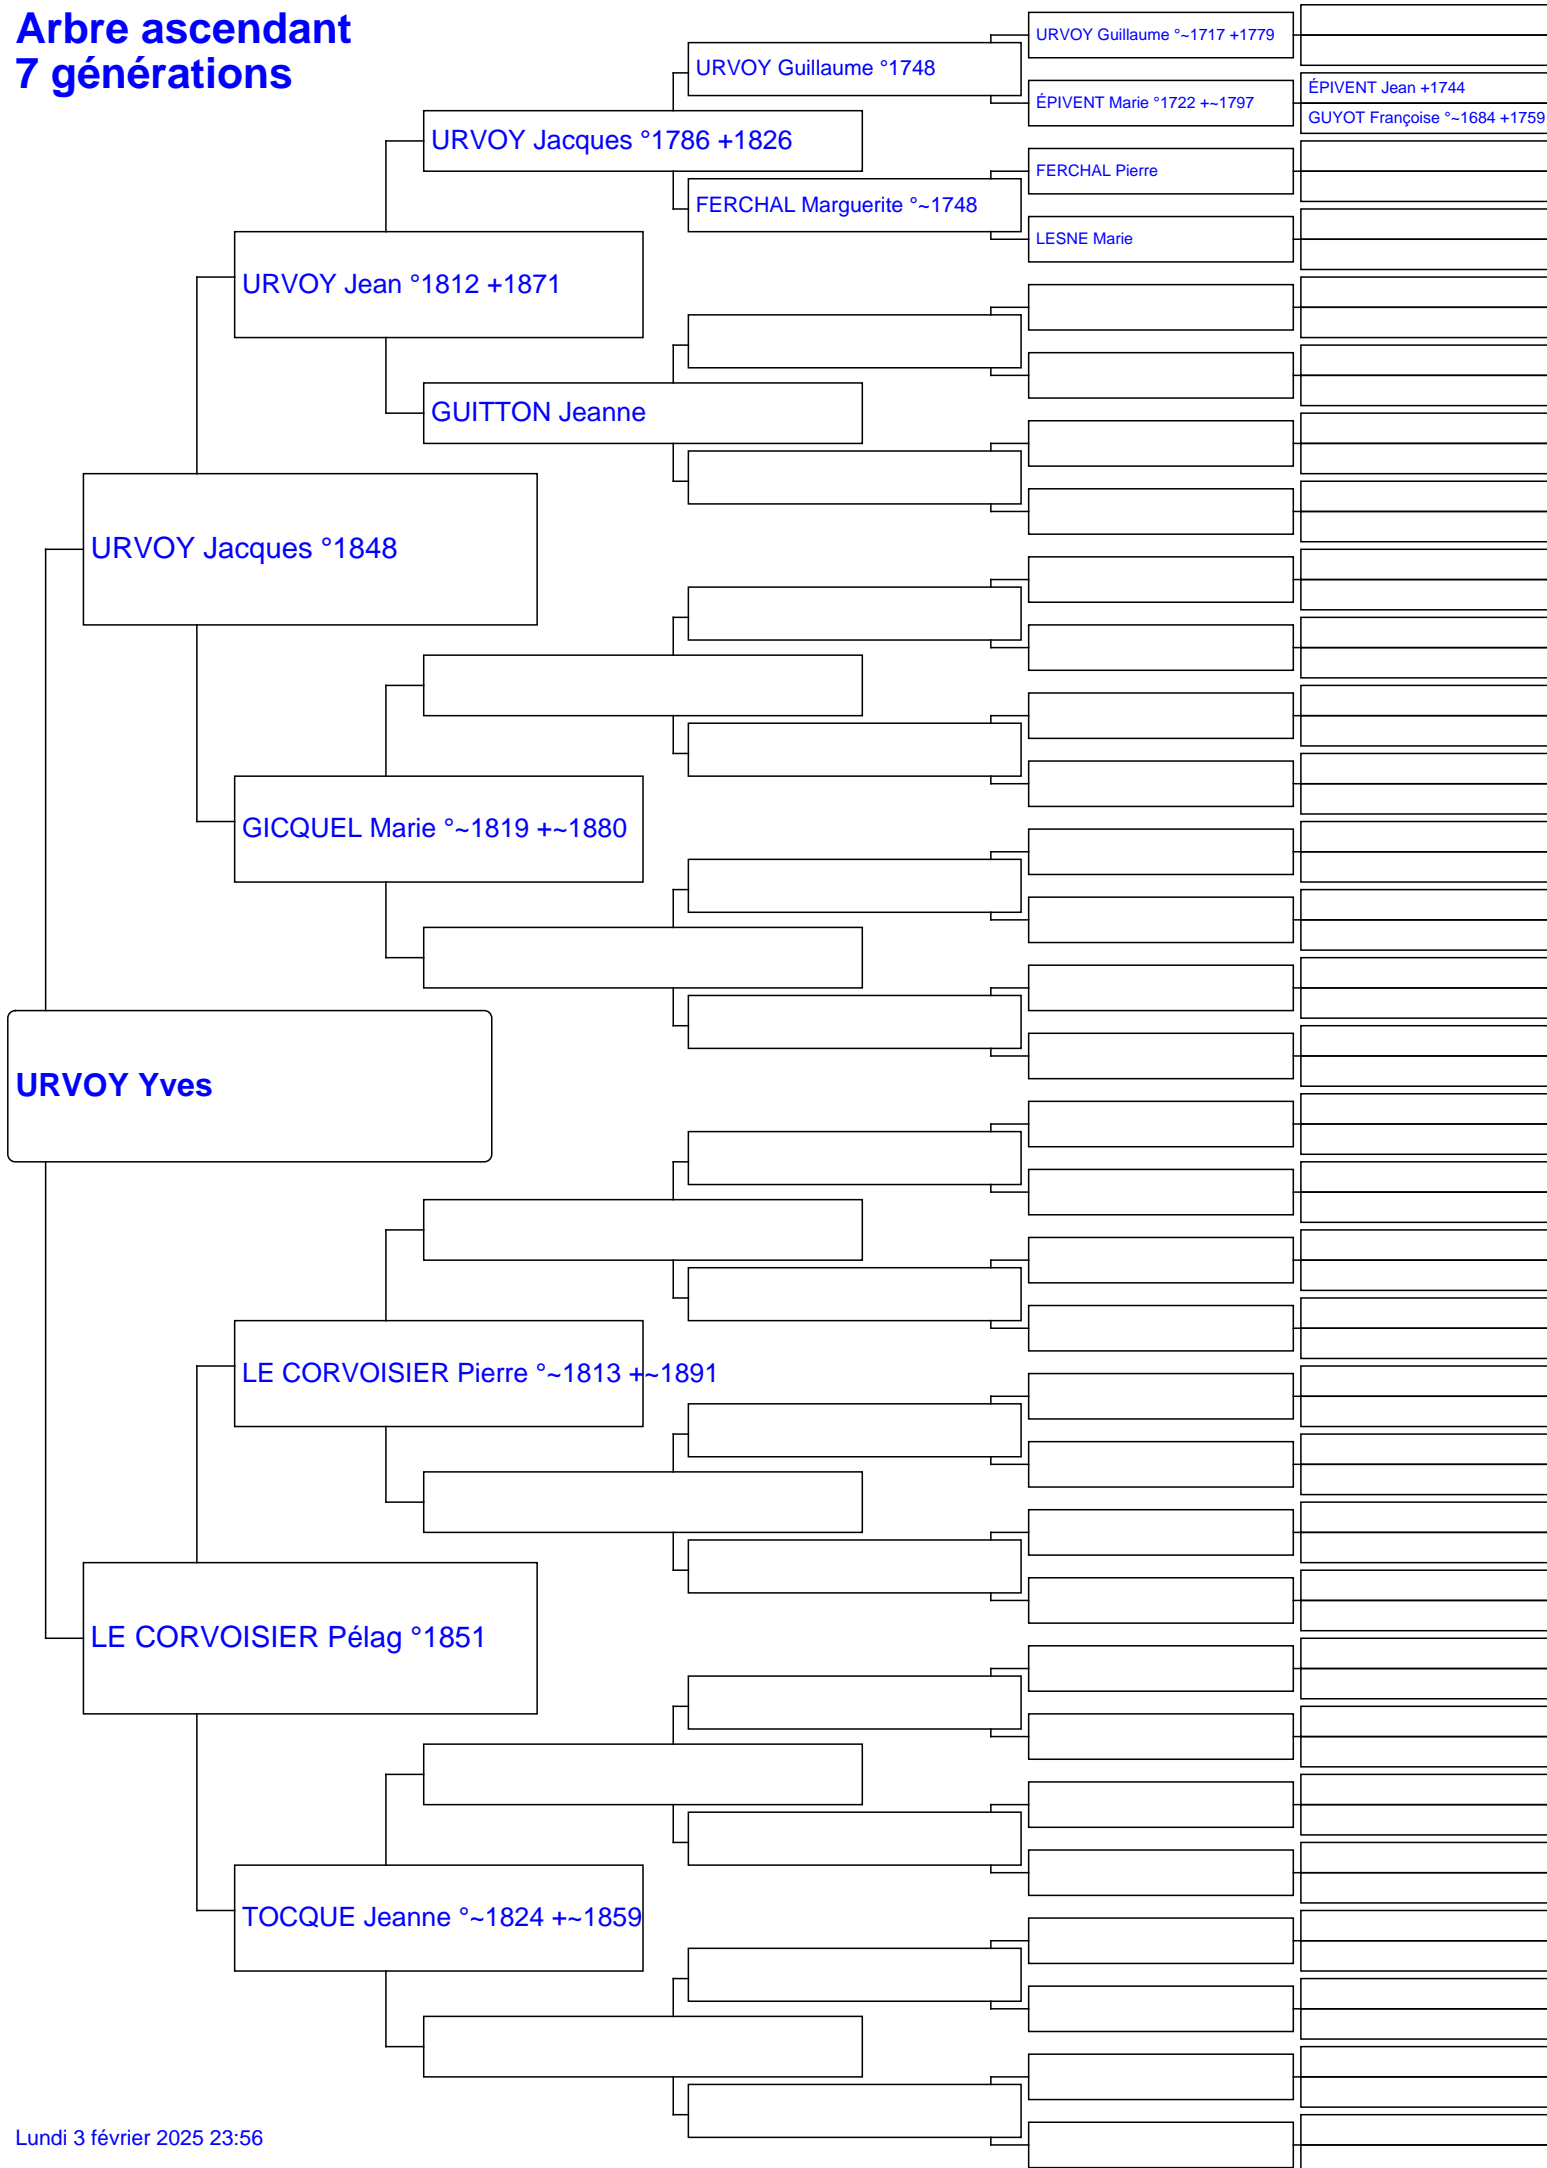 Arbre ascendant
7 générations
URVOY Guillaume °~1717 +1779
URVOY Guillaume °1748
ÉPIVENT Jean +1744
ÉPIVENT Marie °1722 +~1797
GUYOT Françoise °~1684 +1759
URVOY Jacques °1786 +1826
FERCHAL Pierre
FERCHAL Marguerite °~1748
LESNE Marie
URVOY Jean °1812 +1871
GUITTON Jeanne
URVOY Jacques °1848
GICQUEL Marie °~1819 +~1880
URVOY Yves
LE CORVOISIER Pierre °~1813 +~1891
LE CORVOISIER Pélag °1851
TOCQUE Jeanne °~1824 +~1859
Lundi 3 février 2025 23:56